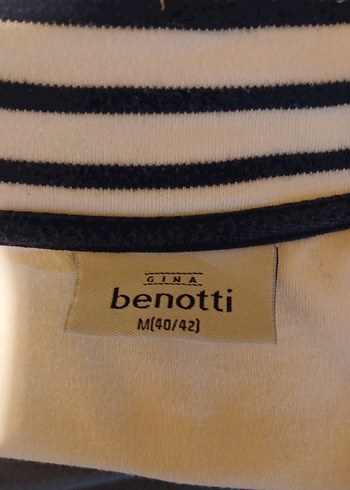 GINA
benotti
M(40/42)